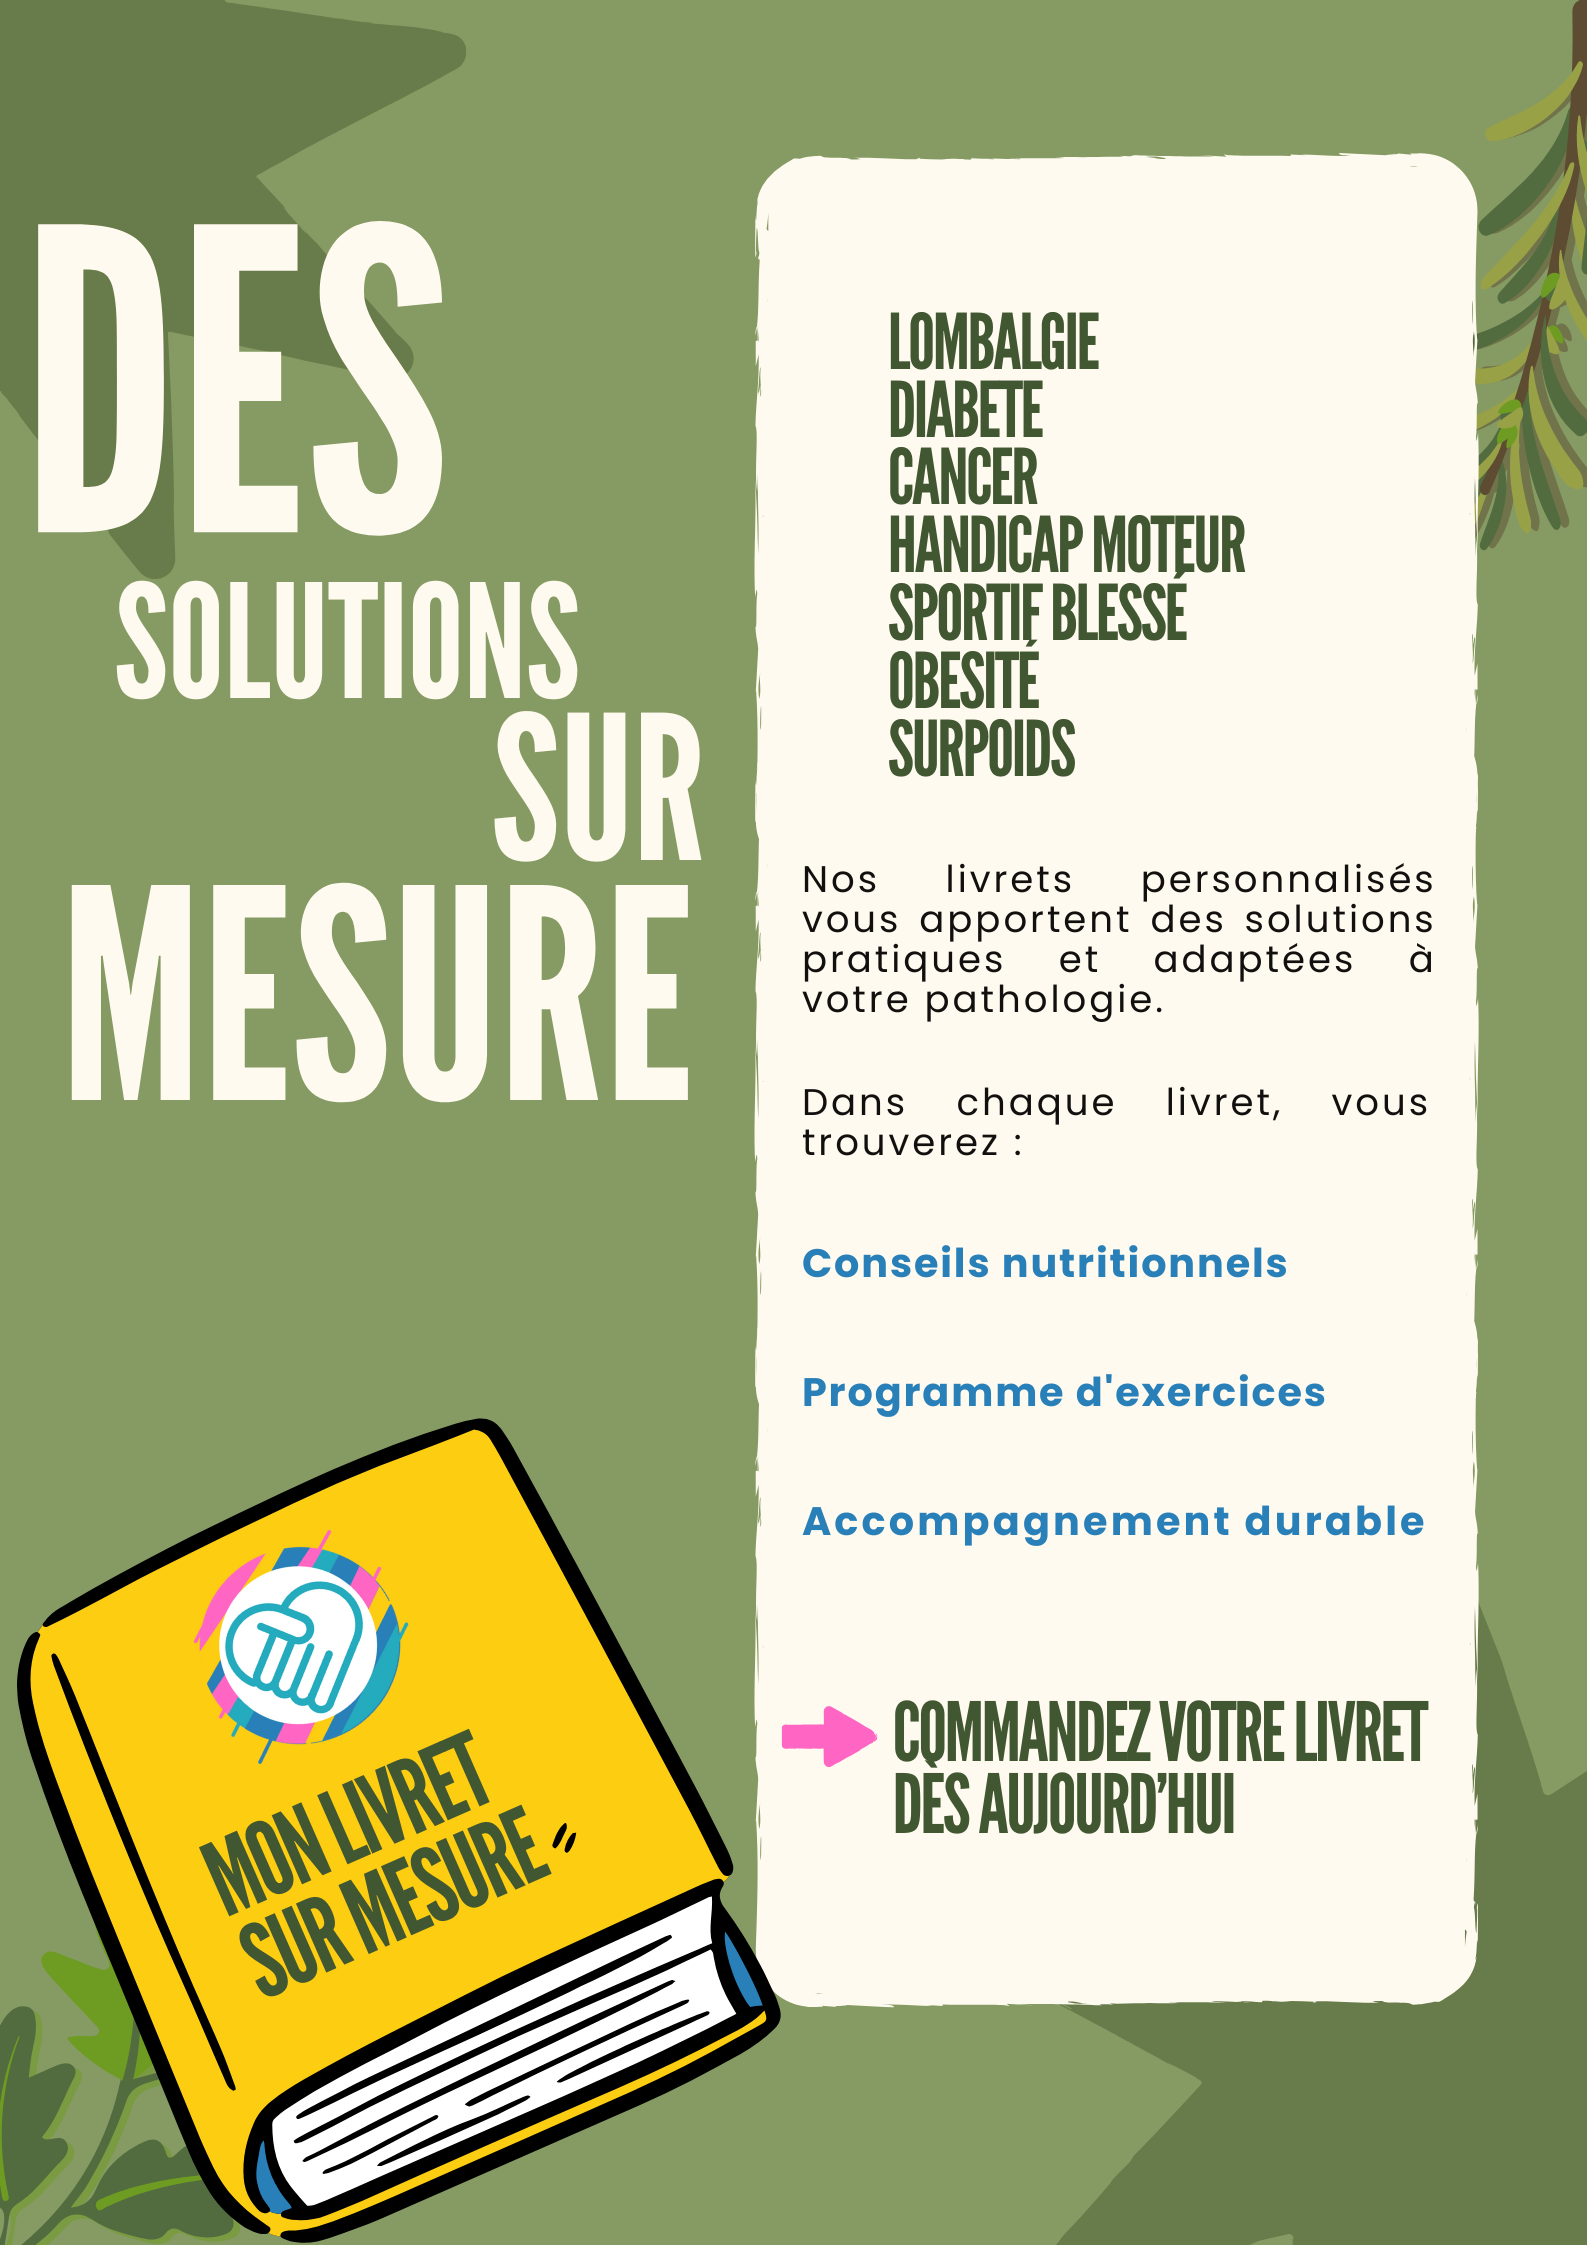 DES
SOLUTIONS
SUR
MESURE
LOMBALGIE
DIABETE
CANCER
HANDICAP MOTEUR
SPORTIF BLESSÉ
OBESITÉ
SURPOIDS
Nos livrets personnalisés
vous apportent des solutions
pratiques et adaptées à
votre pathologie.
Dans chaque livret, vous
trouverez :
Conseils nutritionnels
Programme d'exercices
Accompagnement durable
COMMANDEZ VOTRE LIVRET
DÈS AUJOURD’HUI
MON LIVRET
SUR MESURE